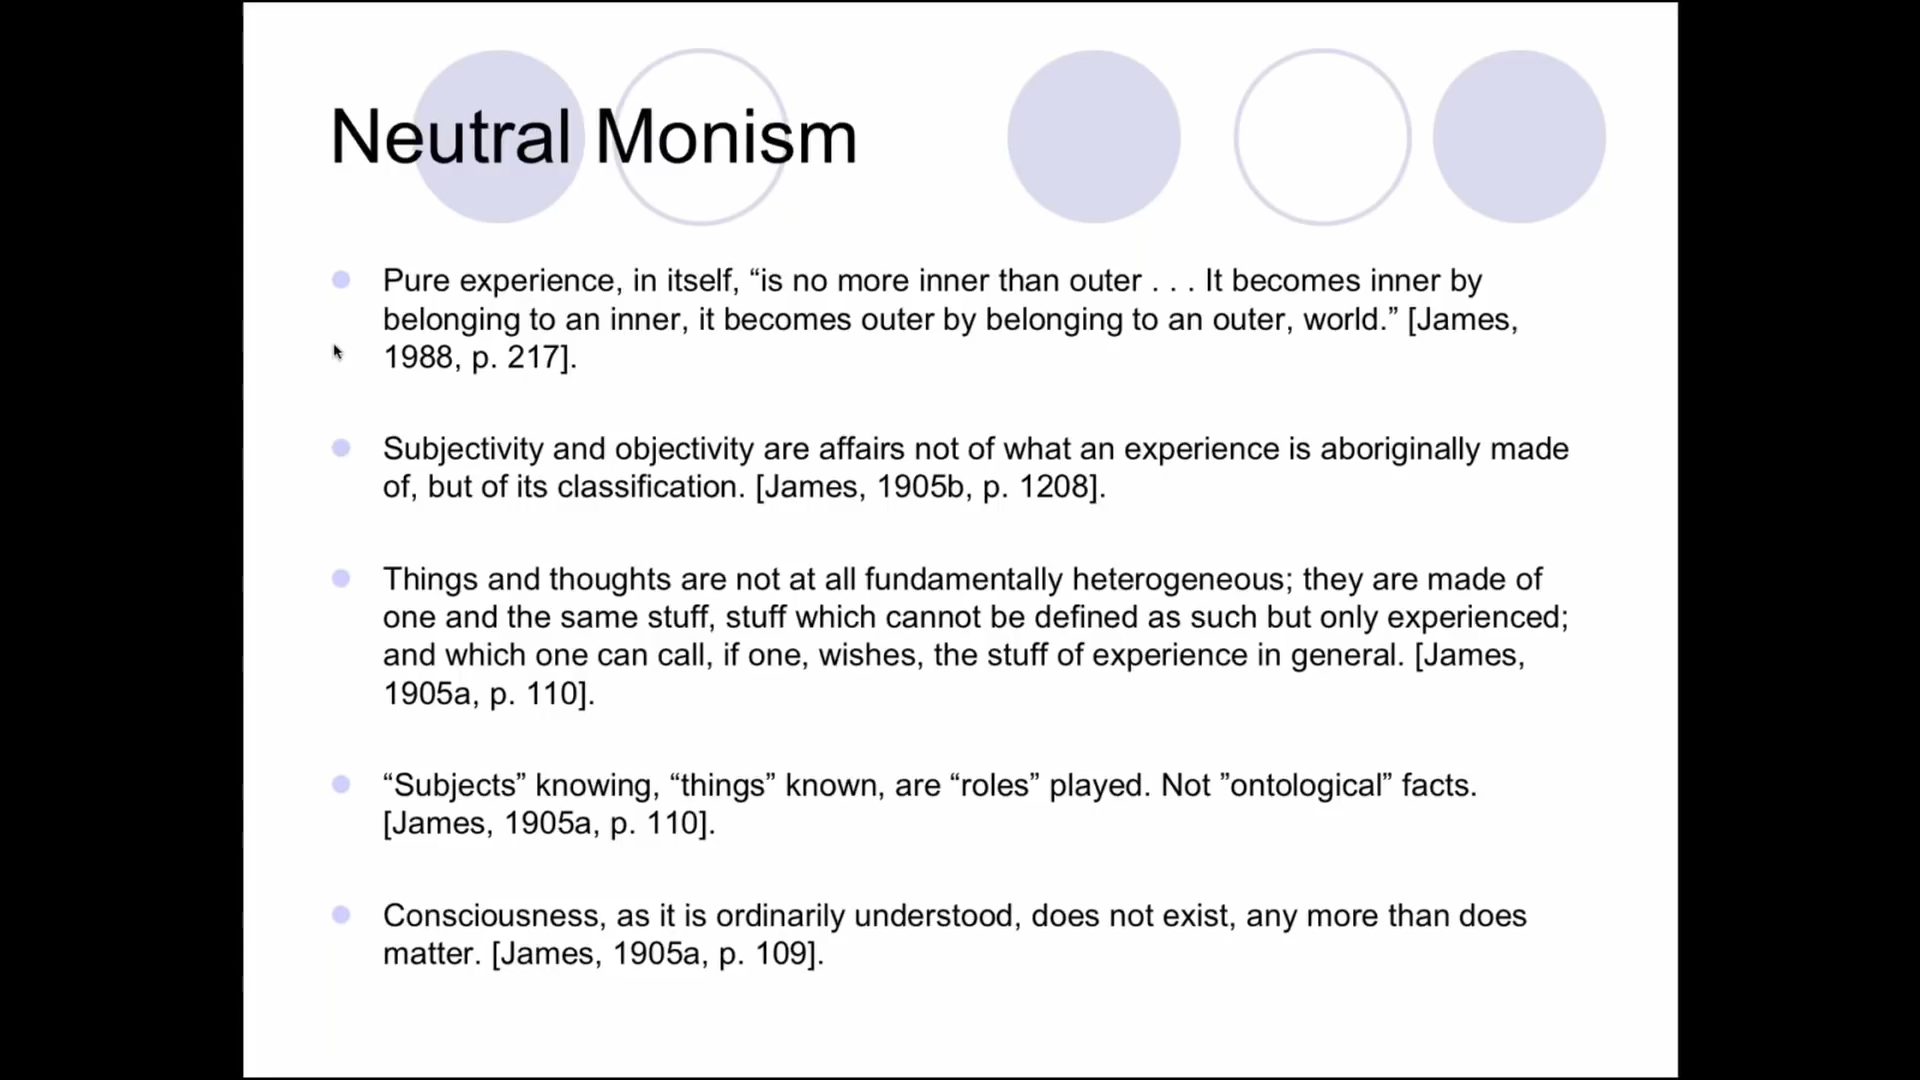 Neutral Monism
Pure experience, in itself, “is no more inner than outer . . . It becomes inner by
belonging to an inner, it becomes outer by belonging to an outer, world.” [James,
1988, p. 217].
Subjectivity and objectivity are affairs not of what an experience is aboriginally made
of, but of its classification. [James, 1905b, p. 1208].
Things and thoughts are not at all fundamentally heterogeneous; they are made of
one and the same stuff, stuff which cannot be defined as such but only experienced;
and which one can call, if one, wishes, the stuff of experience in general. [James,
1905a, p. 110].
“Subjects” knowing, “things” known, are “roles” played. Not ”ontological” facts.
[James, 1905a, p. 110].
Consciousness, as it is ordinarily understood, does not exist, any more than does
matter. [James, 1905a, p. 109].